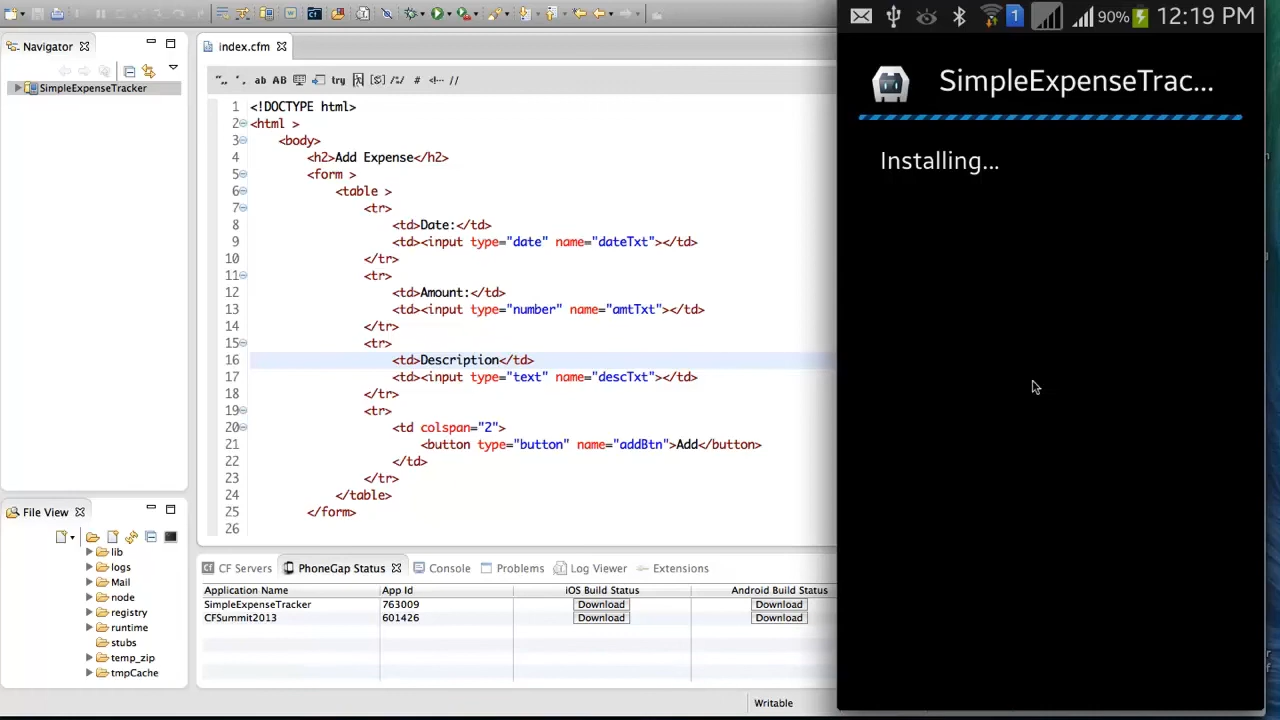 1 90% 12:19 PM
Navigator
index.cfm
SimpleExpenseTracker
ab AB try #
1 <!DOCTYPE html>
2 <html >
3 <body>
4 <h2>Add Expense</h2>
5 <form >
6 <table >
7 <tr>
8 <td>Date:</td>
9 <td><input type="date" name="dateTxt"></td>
10 </tr>
11 <tr>
12 <td>Amount:</td>
13 <td><input type="number" name="amtTxt"></td>
14 </tr>
15 <tr>
16 <td>Description</td>
17 <td><input type="text" name="descTxt"></td>
18 </tr>
19 <tr>
20 <td colspan="2">
21 <button type="button" name="addBtn">Add</button>
22 </td>
23 </tr>
24 </table>
25 </form>
26
SimpleExpenseTrac...
Installing...
File View
lib
logs
Mail
node
registry
runtime
stubs
temp_zip
tmpCache
CF Servers PhoneGap Status Console Problems Log Viewer Extensions
Application Name App Id iOS Build Status Android Build Status
SimpleExpenseTracker 763009 Download Download
CFSummit2013 601426 Download Download
Writable